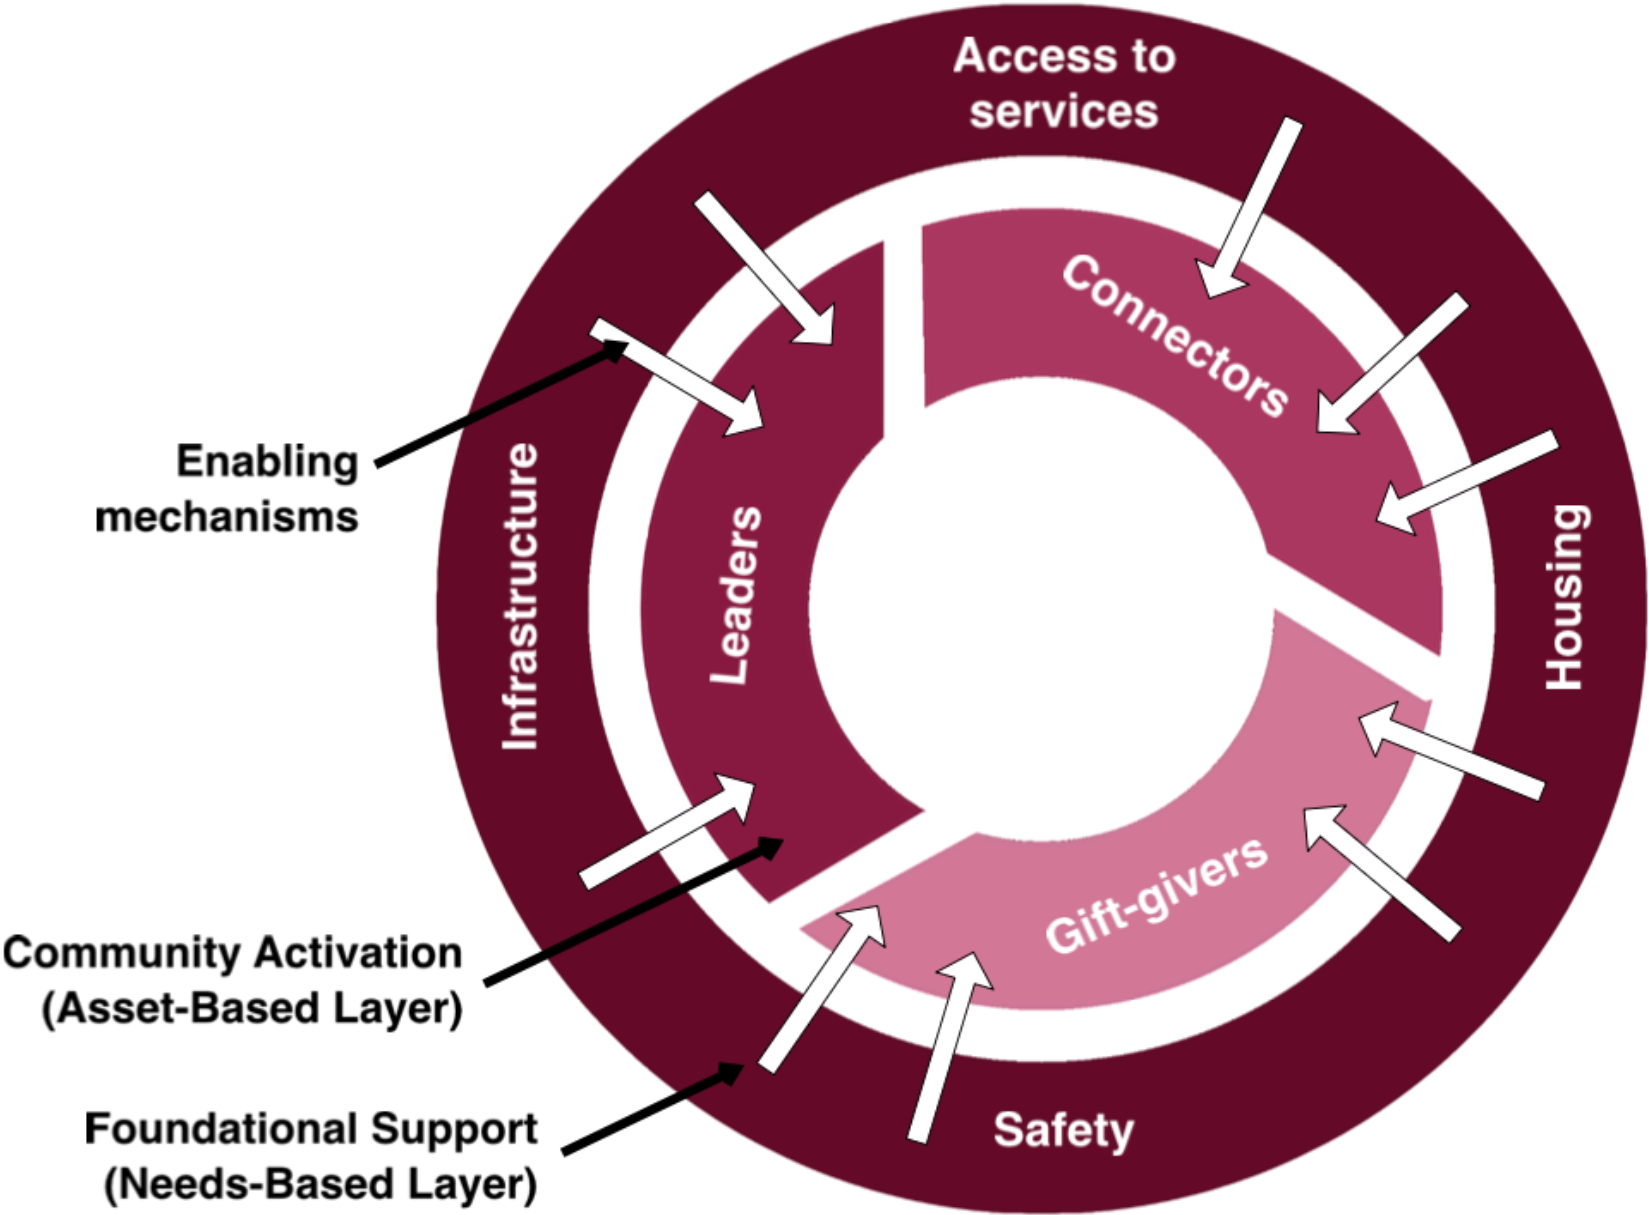 Access to
services
Connectors
Enabling
mechanisms
Infrastructure
Leaders
Housing
Gift-givers
Community Activation
(Asset-Based Layer)
Foundational Support
(Needs-Based Layer)
Safety